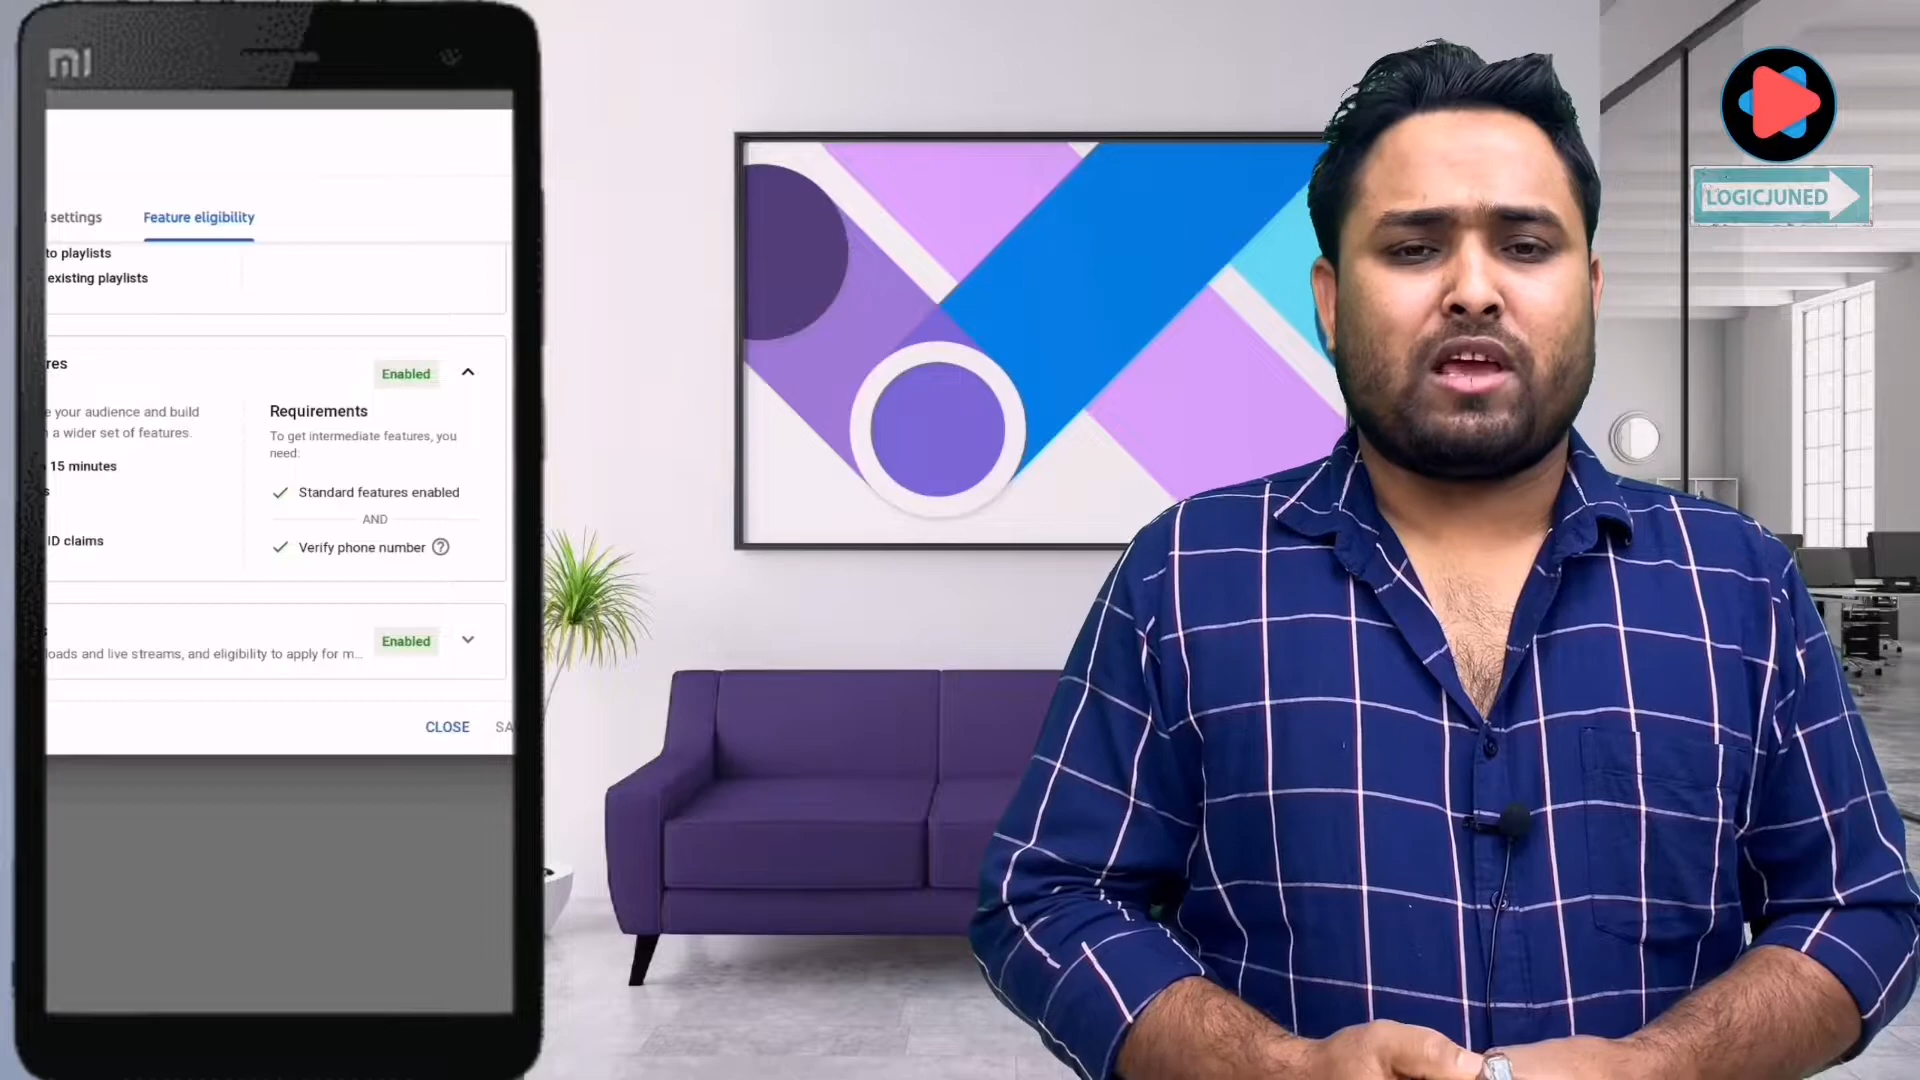 mi
settings
Feature eligibility
to playlists
existing playlists
res
Enabled
e your audience and build
a wider set of features.
15 minutes
s
ID claims
Requirements
To get intermediate features, you
need:
Standard features enabled
AND
Verify phone number
Enabled
oads and live streams, and eligibility to apply for m...
CLOSE
SA
LOGICJUNED